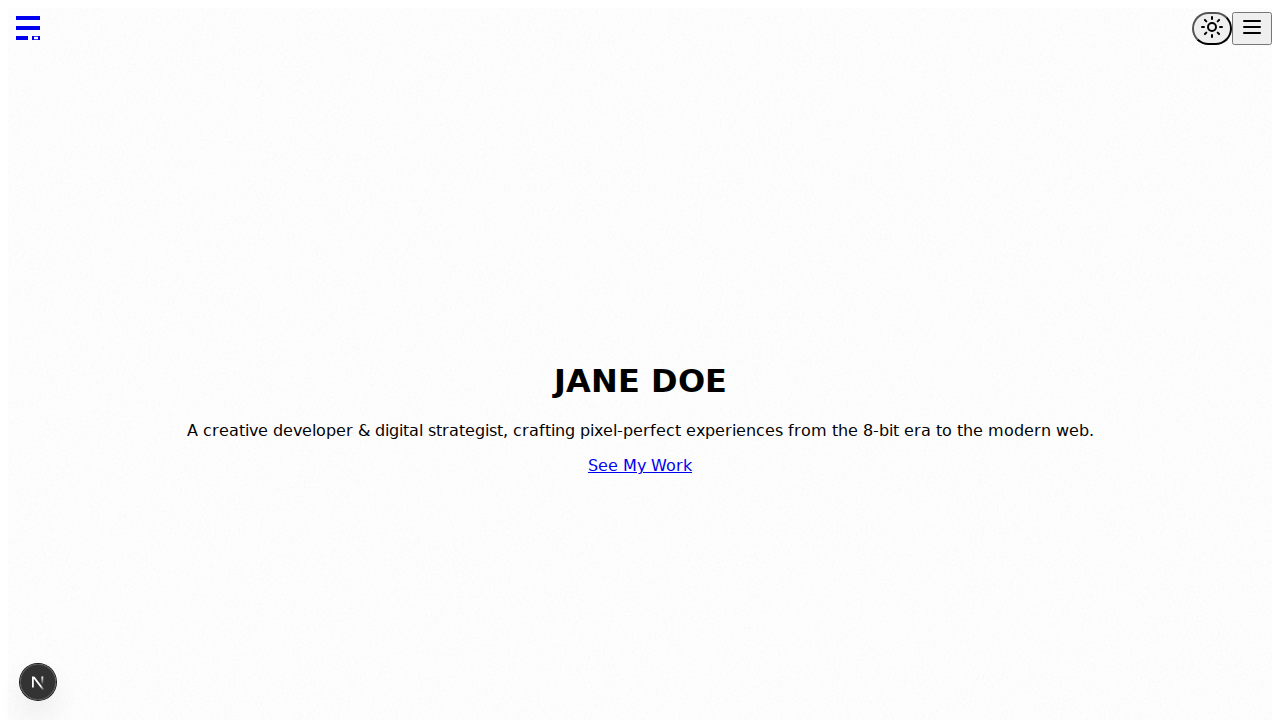 JANE DOE
A creative developer & digital strategist, crafting pixel-perfect experiences from the 8-bit era to the modern web.
See My Work
N